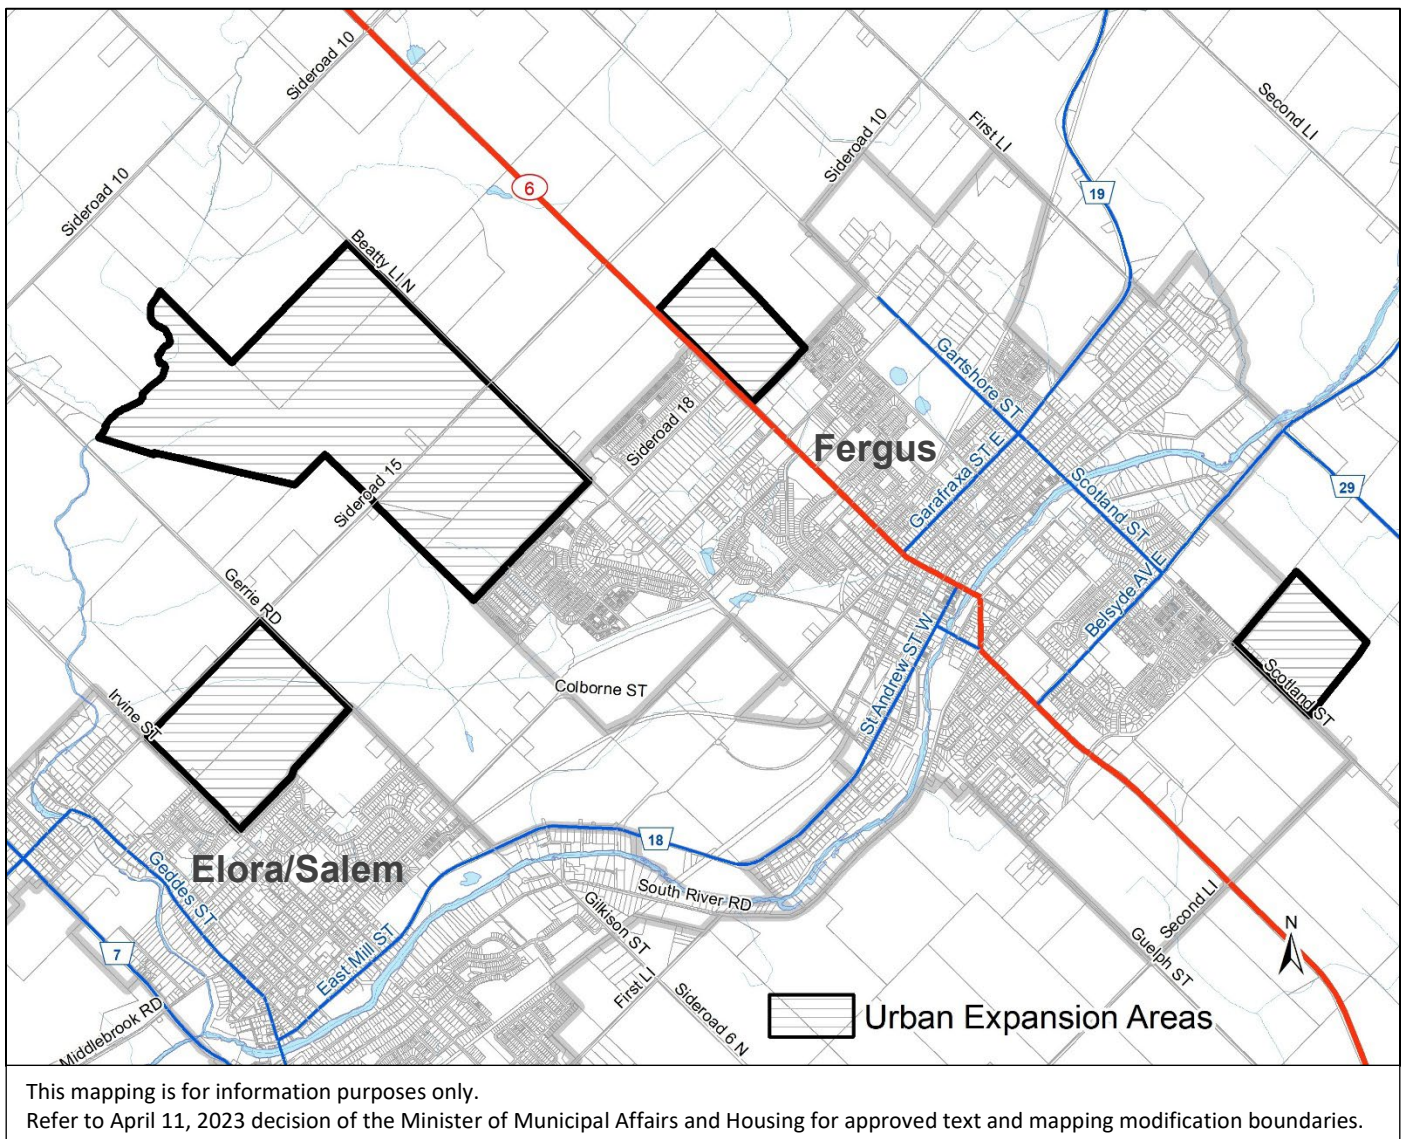 Sideroad 10
Sideroad 10
Sideroad 10
First LI
Second LI
6
19
Beatty LI N
Gartshore ST
Sideroad 18
Fergus
Garafraxa ST E
Scotland ST
29
Sideroad 15
Belsyde AV E
Gerrie RD
Irvine ST
Colborne ST
St Andrew ST W
Scotland ST
Elora/Salem
Geddes ST
18
South River RD
Gilkison ST
East Mill ST
7
First LI
Sideroad 6 N
Second LI
Guelph ST
N
Middlebrook RD
Urban Expansion Areas
This mapping is for information purposes only.
Refer to April 11, 2023 decision of the Minister of Municipal Affairs and Housing for approved text and mapping modification boundaries.